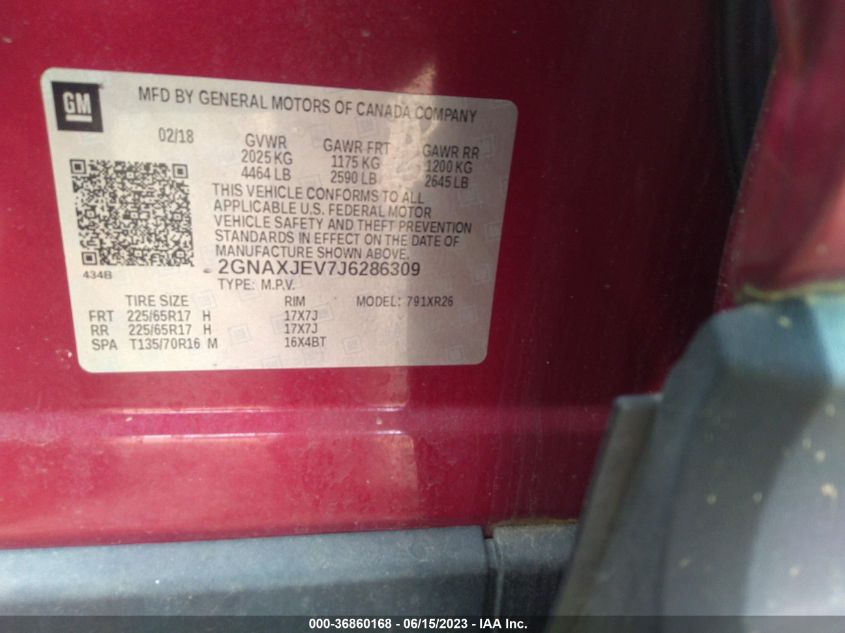 GM
MFD BY GENERAL MOTORS OF CANADA COMPANY
02/18 GVWR GAWR FRT GAWR RR
2025 KG 1175 KG 1200 KG
4464 LB 2590 LB 2645 LB
THIS VEHICLE CONFORMS TO ALL
APPLICABLE U.S. FEDERAL MOTOR
VEHICLE SAFETY AND THEFT PREVENTION
STANDARDS IN EFFECT ON THE DATE OF
MANUFACTURE SHOWN ABOVE.
434B
2GNAXJEV7J6286309
TYPE: M.P.V.
TIRE SIZE RIM MODEL: 791XR26
FRT 225/65R17 H 17X7J
RR 225/65R17 H 17X7J
SPA T135/70R16 M 16X4BT
000-36860168 - 06/15/2023 - IAA Inc.